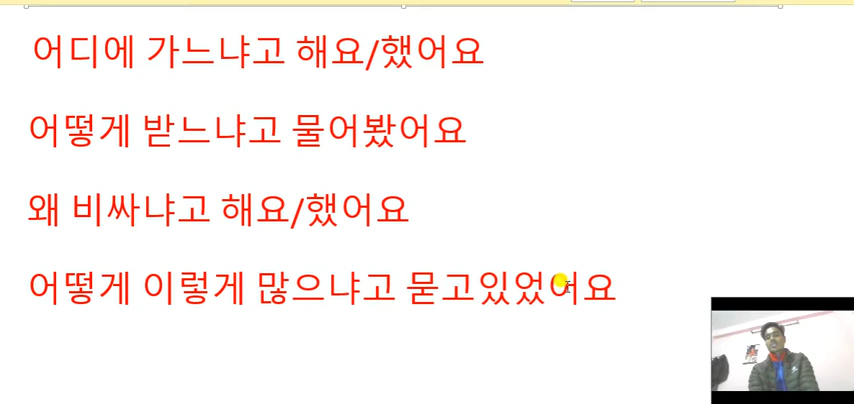 어디에 가느냐고 해요/했어요
어떻게 받느냐고 물어봤어요
왜 비싸냐고 해요/했어요
어떻게 이렇게 많으냐고 묻고있었어요